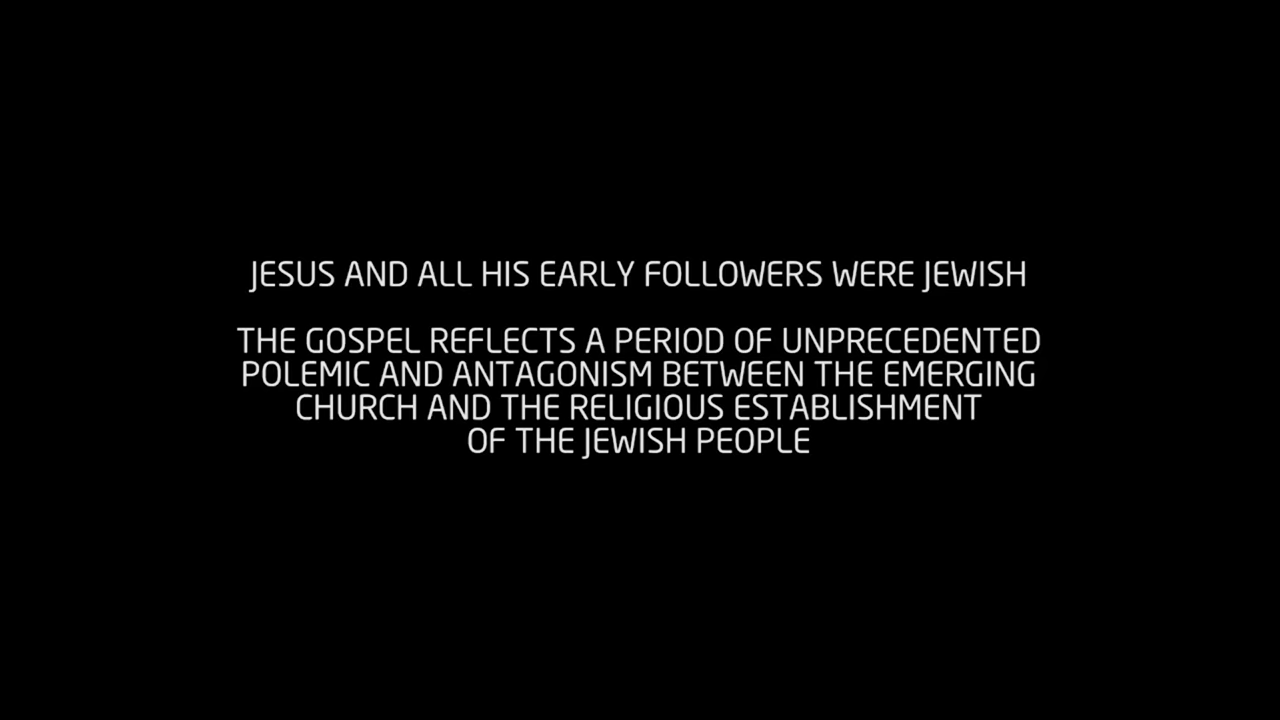 JESUS AND ALL HIS EARLY FOLLOWERS WERE JEWISH
THE GOSPEL REFLECTS A PERIOD OF UNPRECEDENTED
POLEMIC AND ANTAGONISM BETWEEN THE EMERGING
CHURCH AND THE RELIGIOUS ESTABLISHMENT
OF THE JEWISH PEOPLE